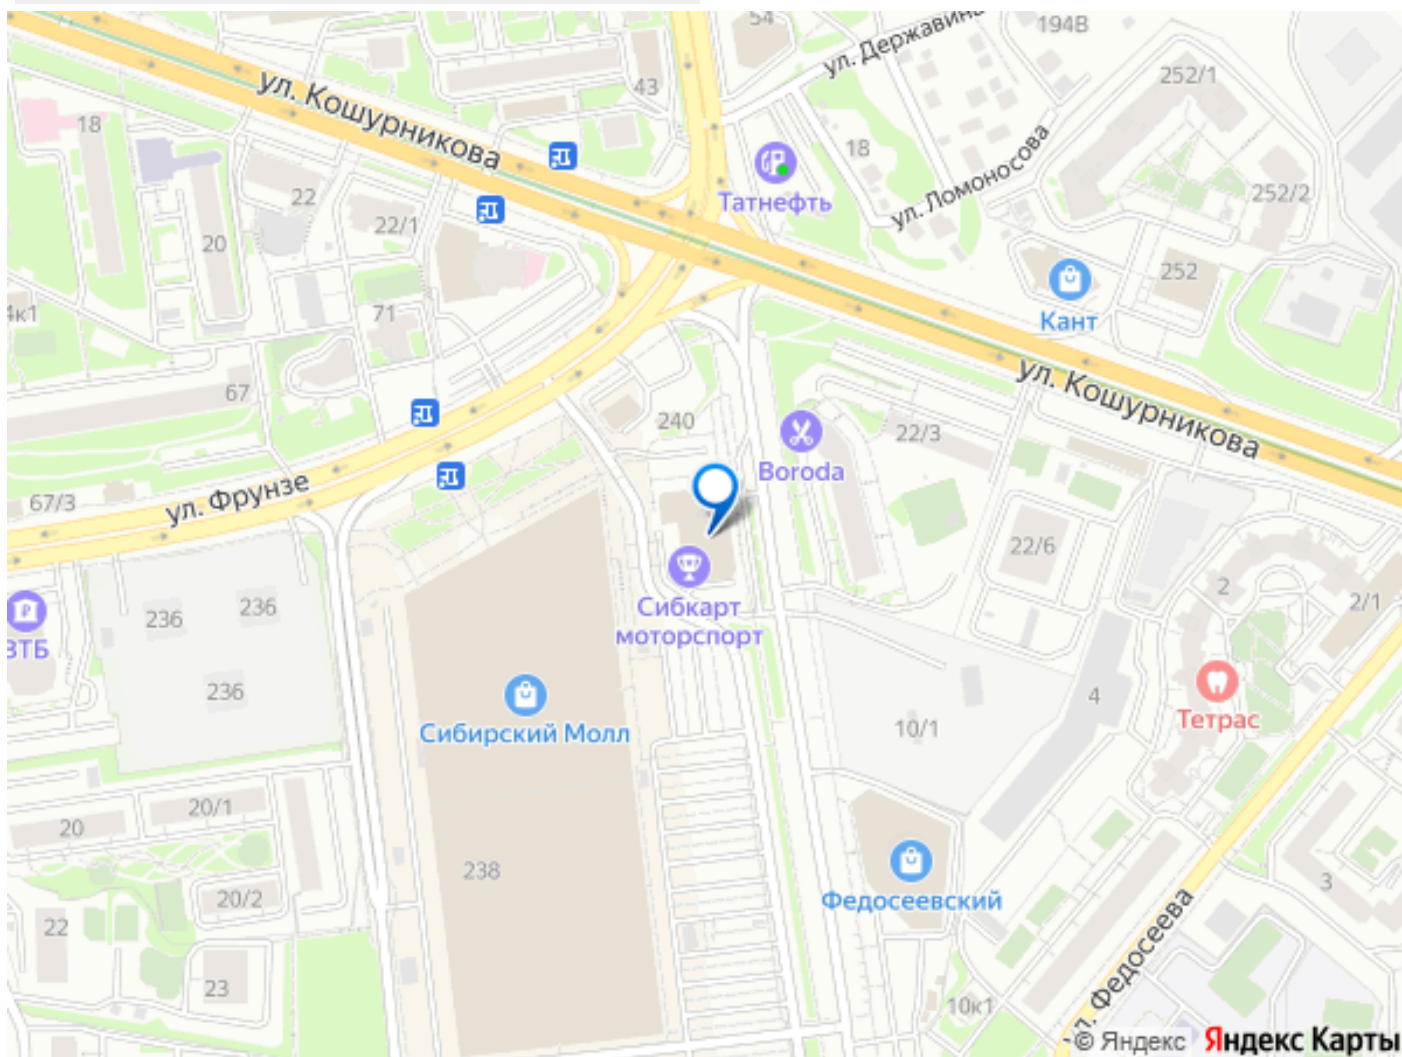 54
194В
ул. Державина
252/1
43
ул. Кошурникова
18
18
Татнефть
ул. Ломоносова
252/2
22
22/1
20
252
Кант
4к1
71
ул. Кошурникова
67
240
22/3
Boroda
67/3
ул. Фрунзе
22/6
2
2/1
236
236
ВТБ
236
Сибкарт
моторспорт
Сибирский Молл
4
Тетрас
10/1
20/1
20
238
Федосеевский
3
20/2
22
23
10к1
ул. Федосеева
© Яндекс Яндекс Карты